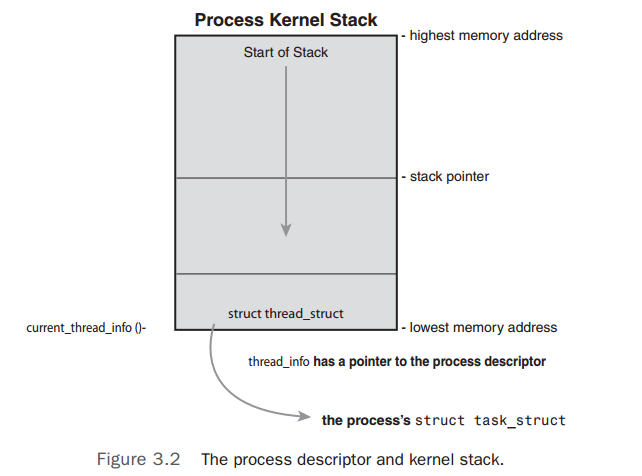 Process Kernel Stack
- highest memory address
Start of Stack
- stack pointer
struct thread_struct
current_thread_info ()-
- lowest memory address
thread_info has a pointer to the process descriptor
the process's struct task_struct
Figure 3.2 The process descriptor and kernel stack.